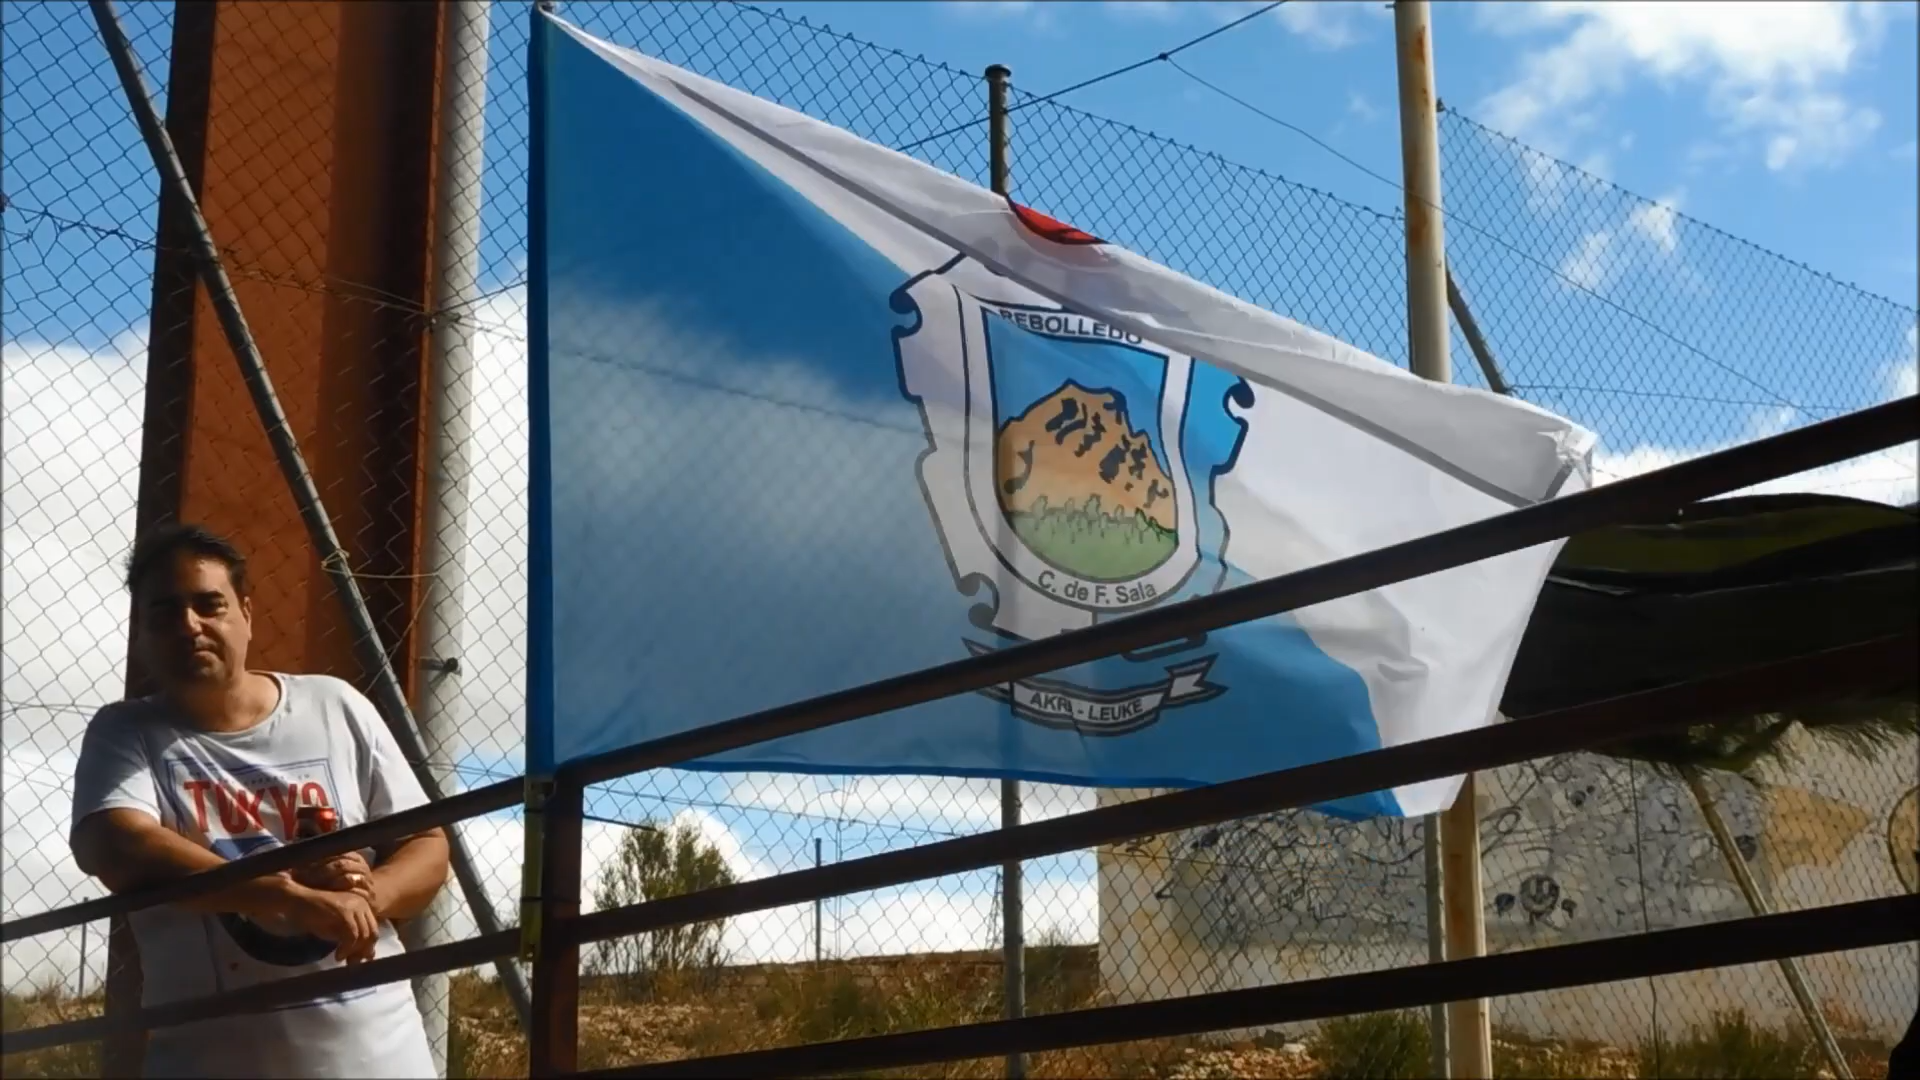 REBOLLEDO
C. de F. Sala
AKRA - LEUKE
TOKYO